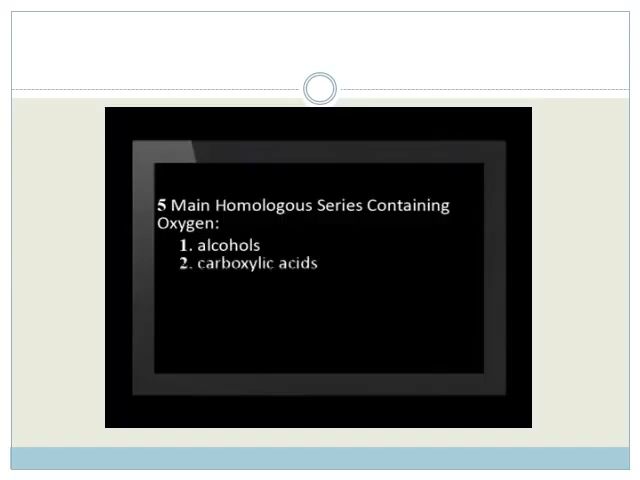 5 Main Homologous Series Containing
Oxygen:
1. alcohols
2. carboxylic acids